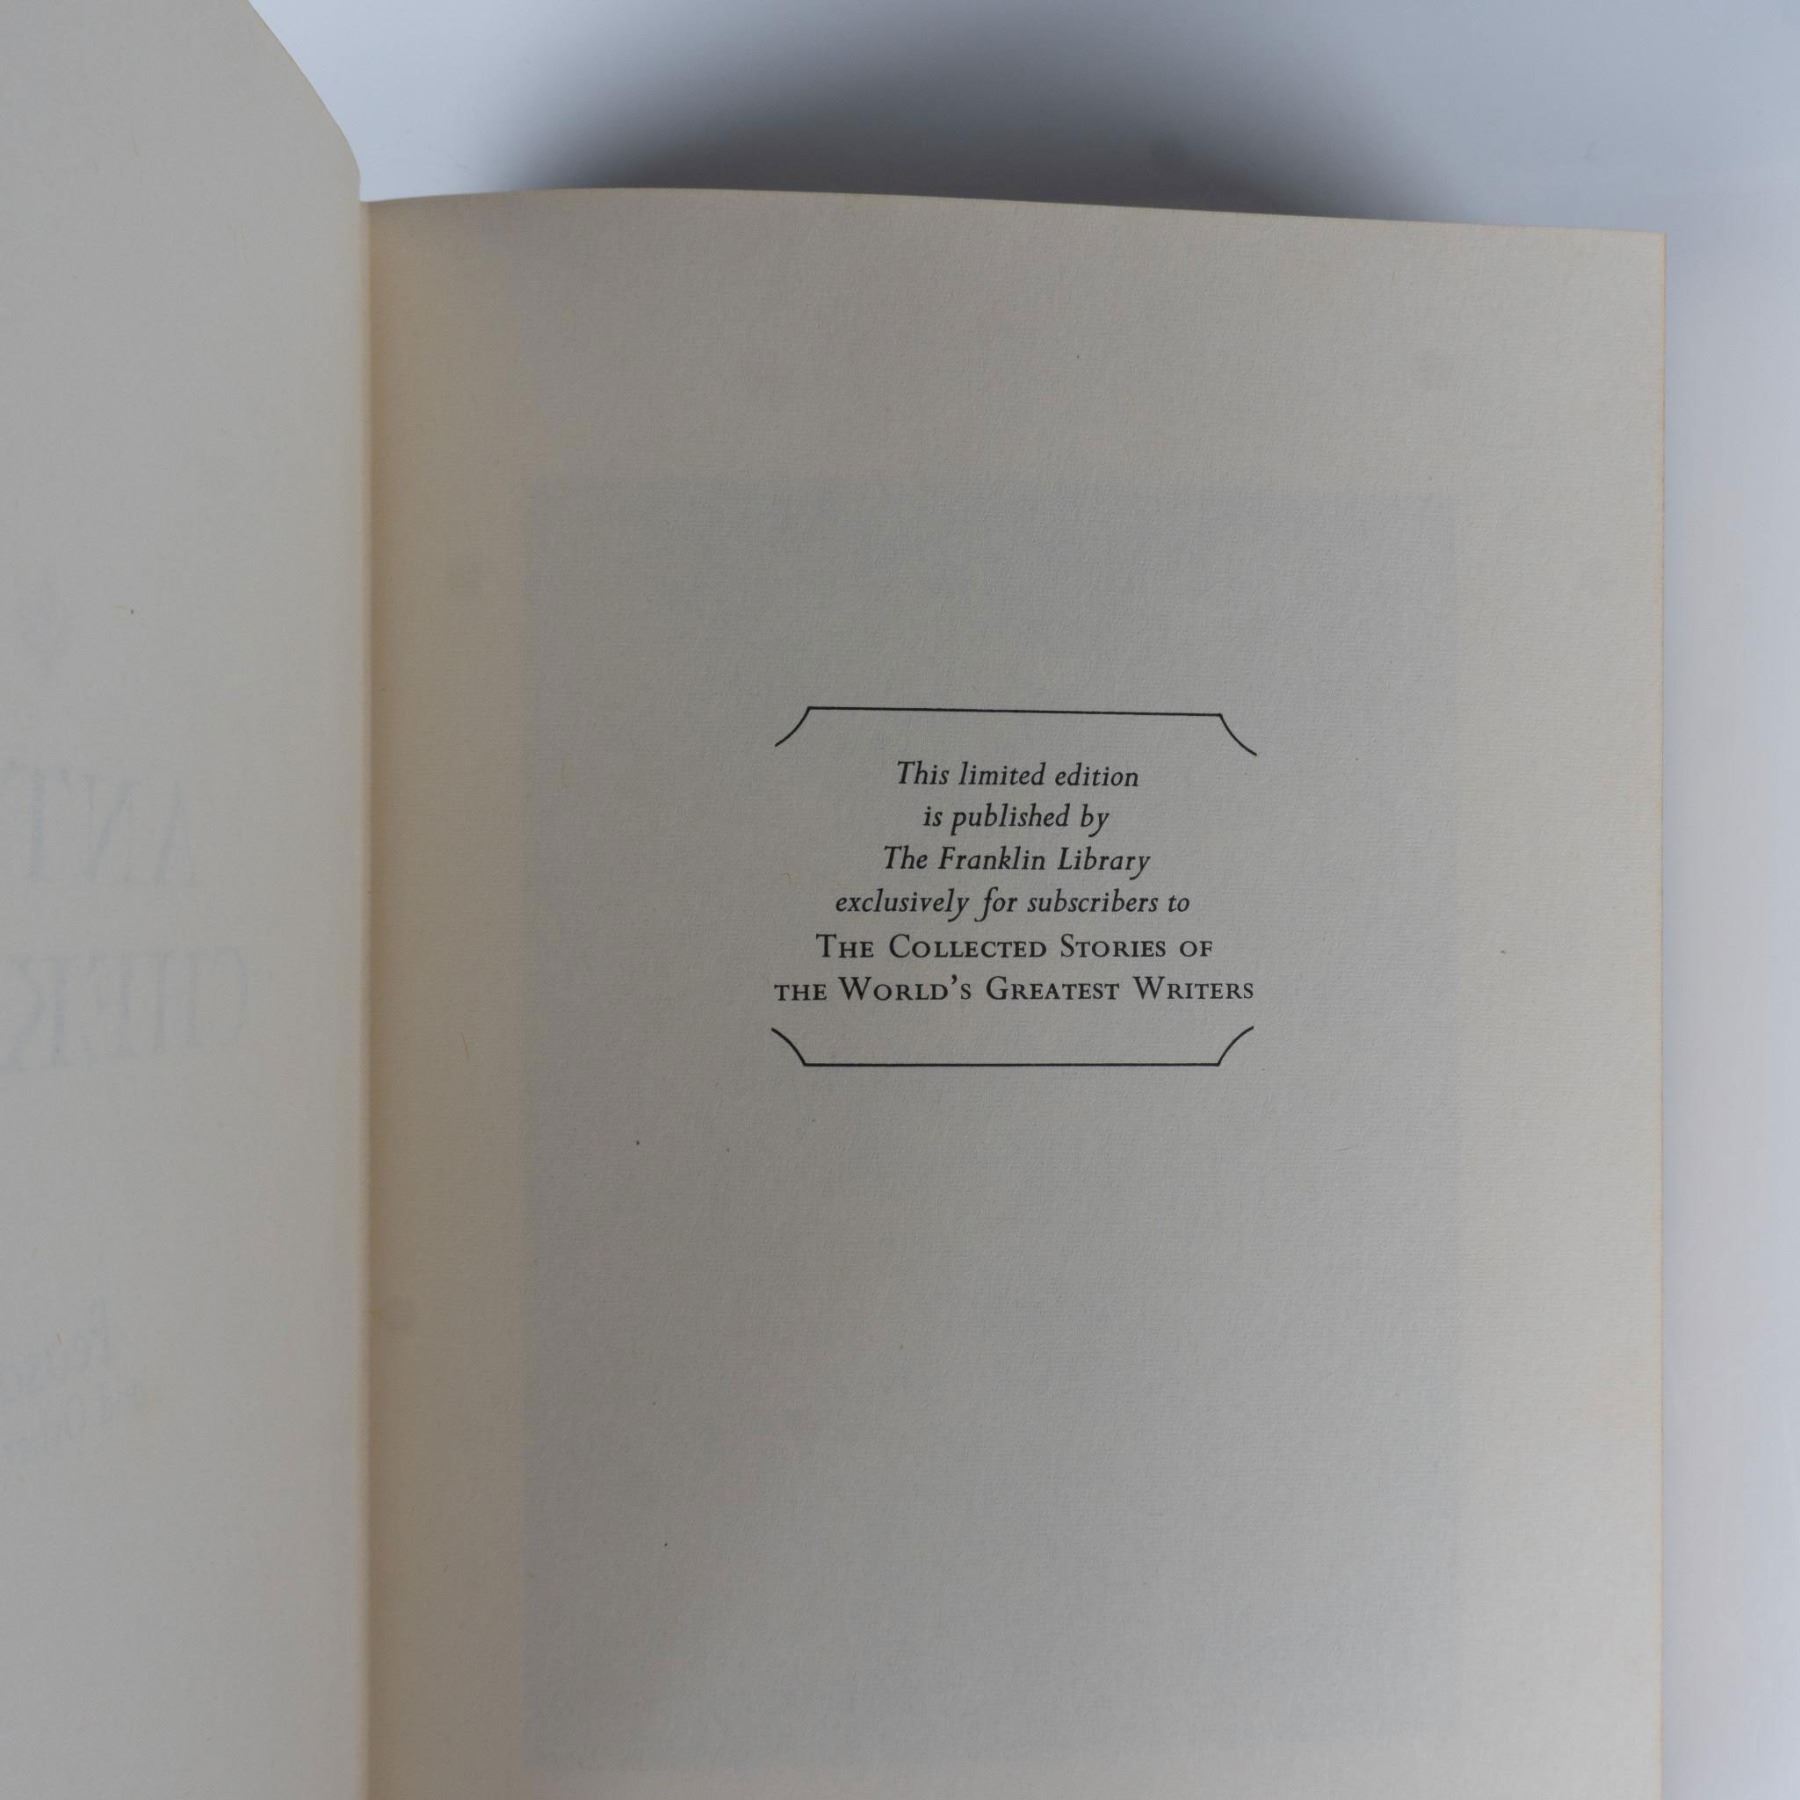 This limited edition
is published by
The Franklin Library
exclusively for subscribers to
THE COLLECTED STORIES OF
THE WORLD'S GREATEST WRITERS